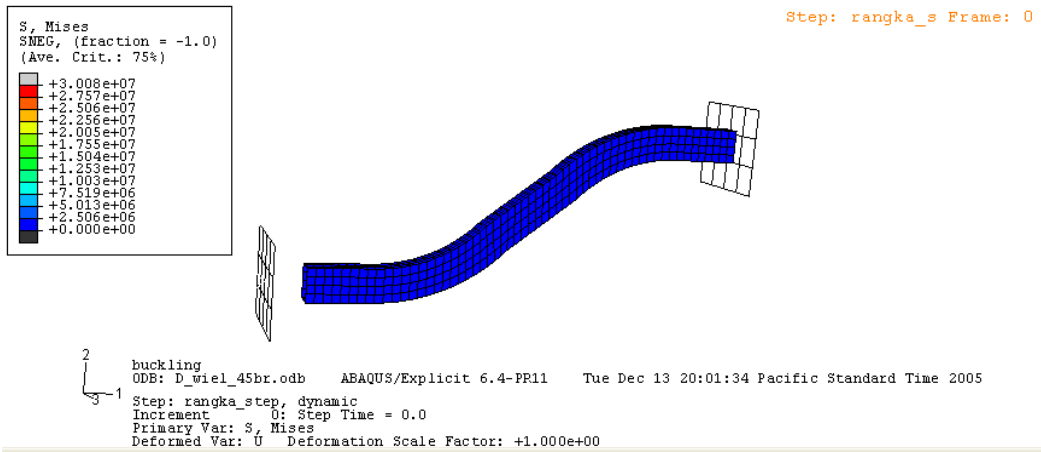 Step: rangka_s Frame: 0
S, Mises
SNEG, (fraction = -1.0)
(Ave. Crit.: 75%)
+3.008e+07
+2.757e+07
+2.506e+07
+2.256e+07
+2.005e+07
+1.755e+07
+1.504e+07
+1.253e+07
+1.003e+07
+7.519e+06
+5.013e+06
+2.506e+06
+0.000e+00
2
1
3
buckling
ODB: D_wiel_45br.odb ABAQUS/Explicit 6.4-PR11 Tue Dec 13 20:01:34 Pacific Standard Time 2005
Step: rangka_step, dynamic
Increment 0: Step Time = 0.0
Primary Var: S, Mises
Deformed Var: U Deformation Scale Factor: +1.000e+00